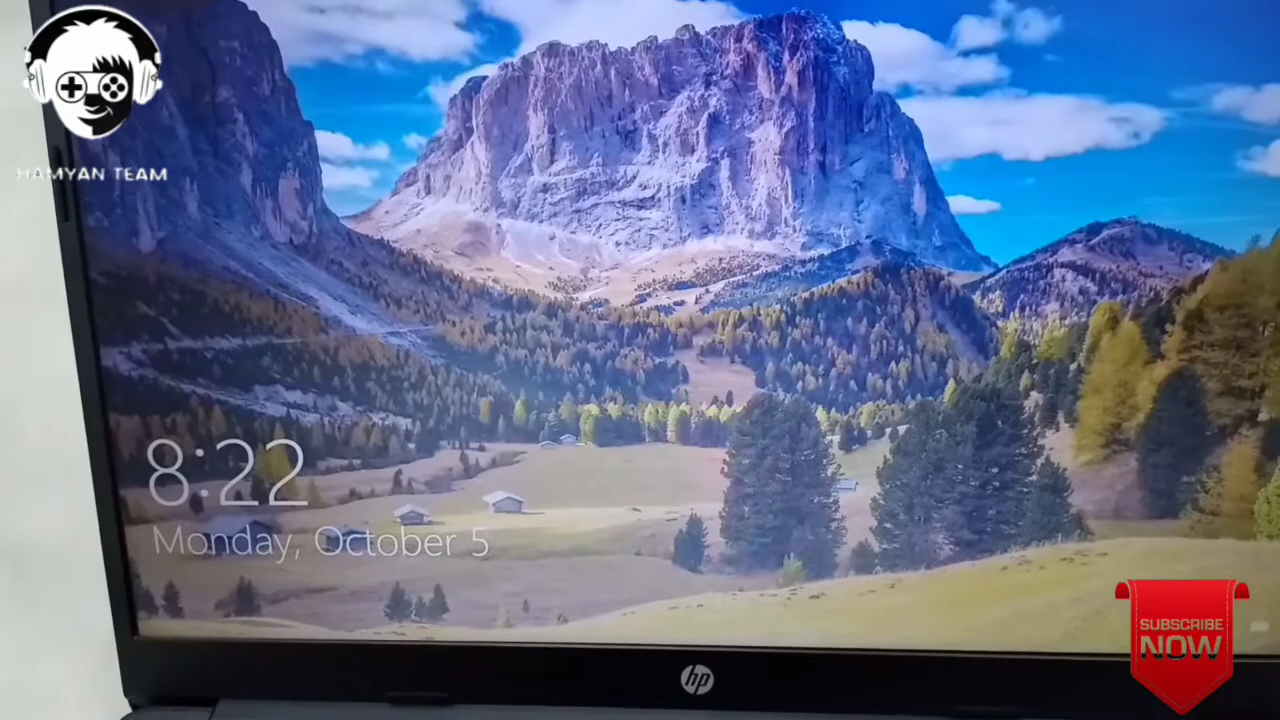 HAMYAN TEAM
8:22
Monday, October 5
SUBSCRIBE
NOW
hp